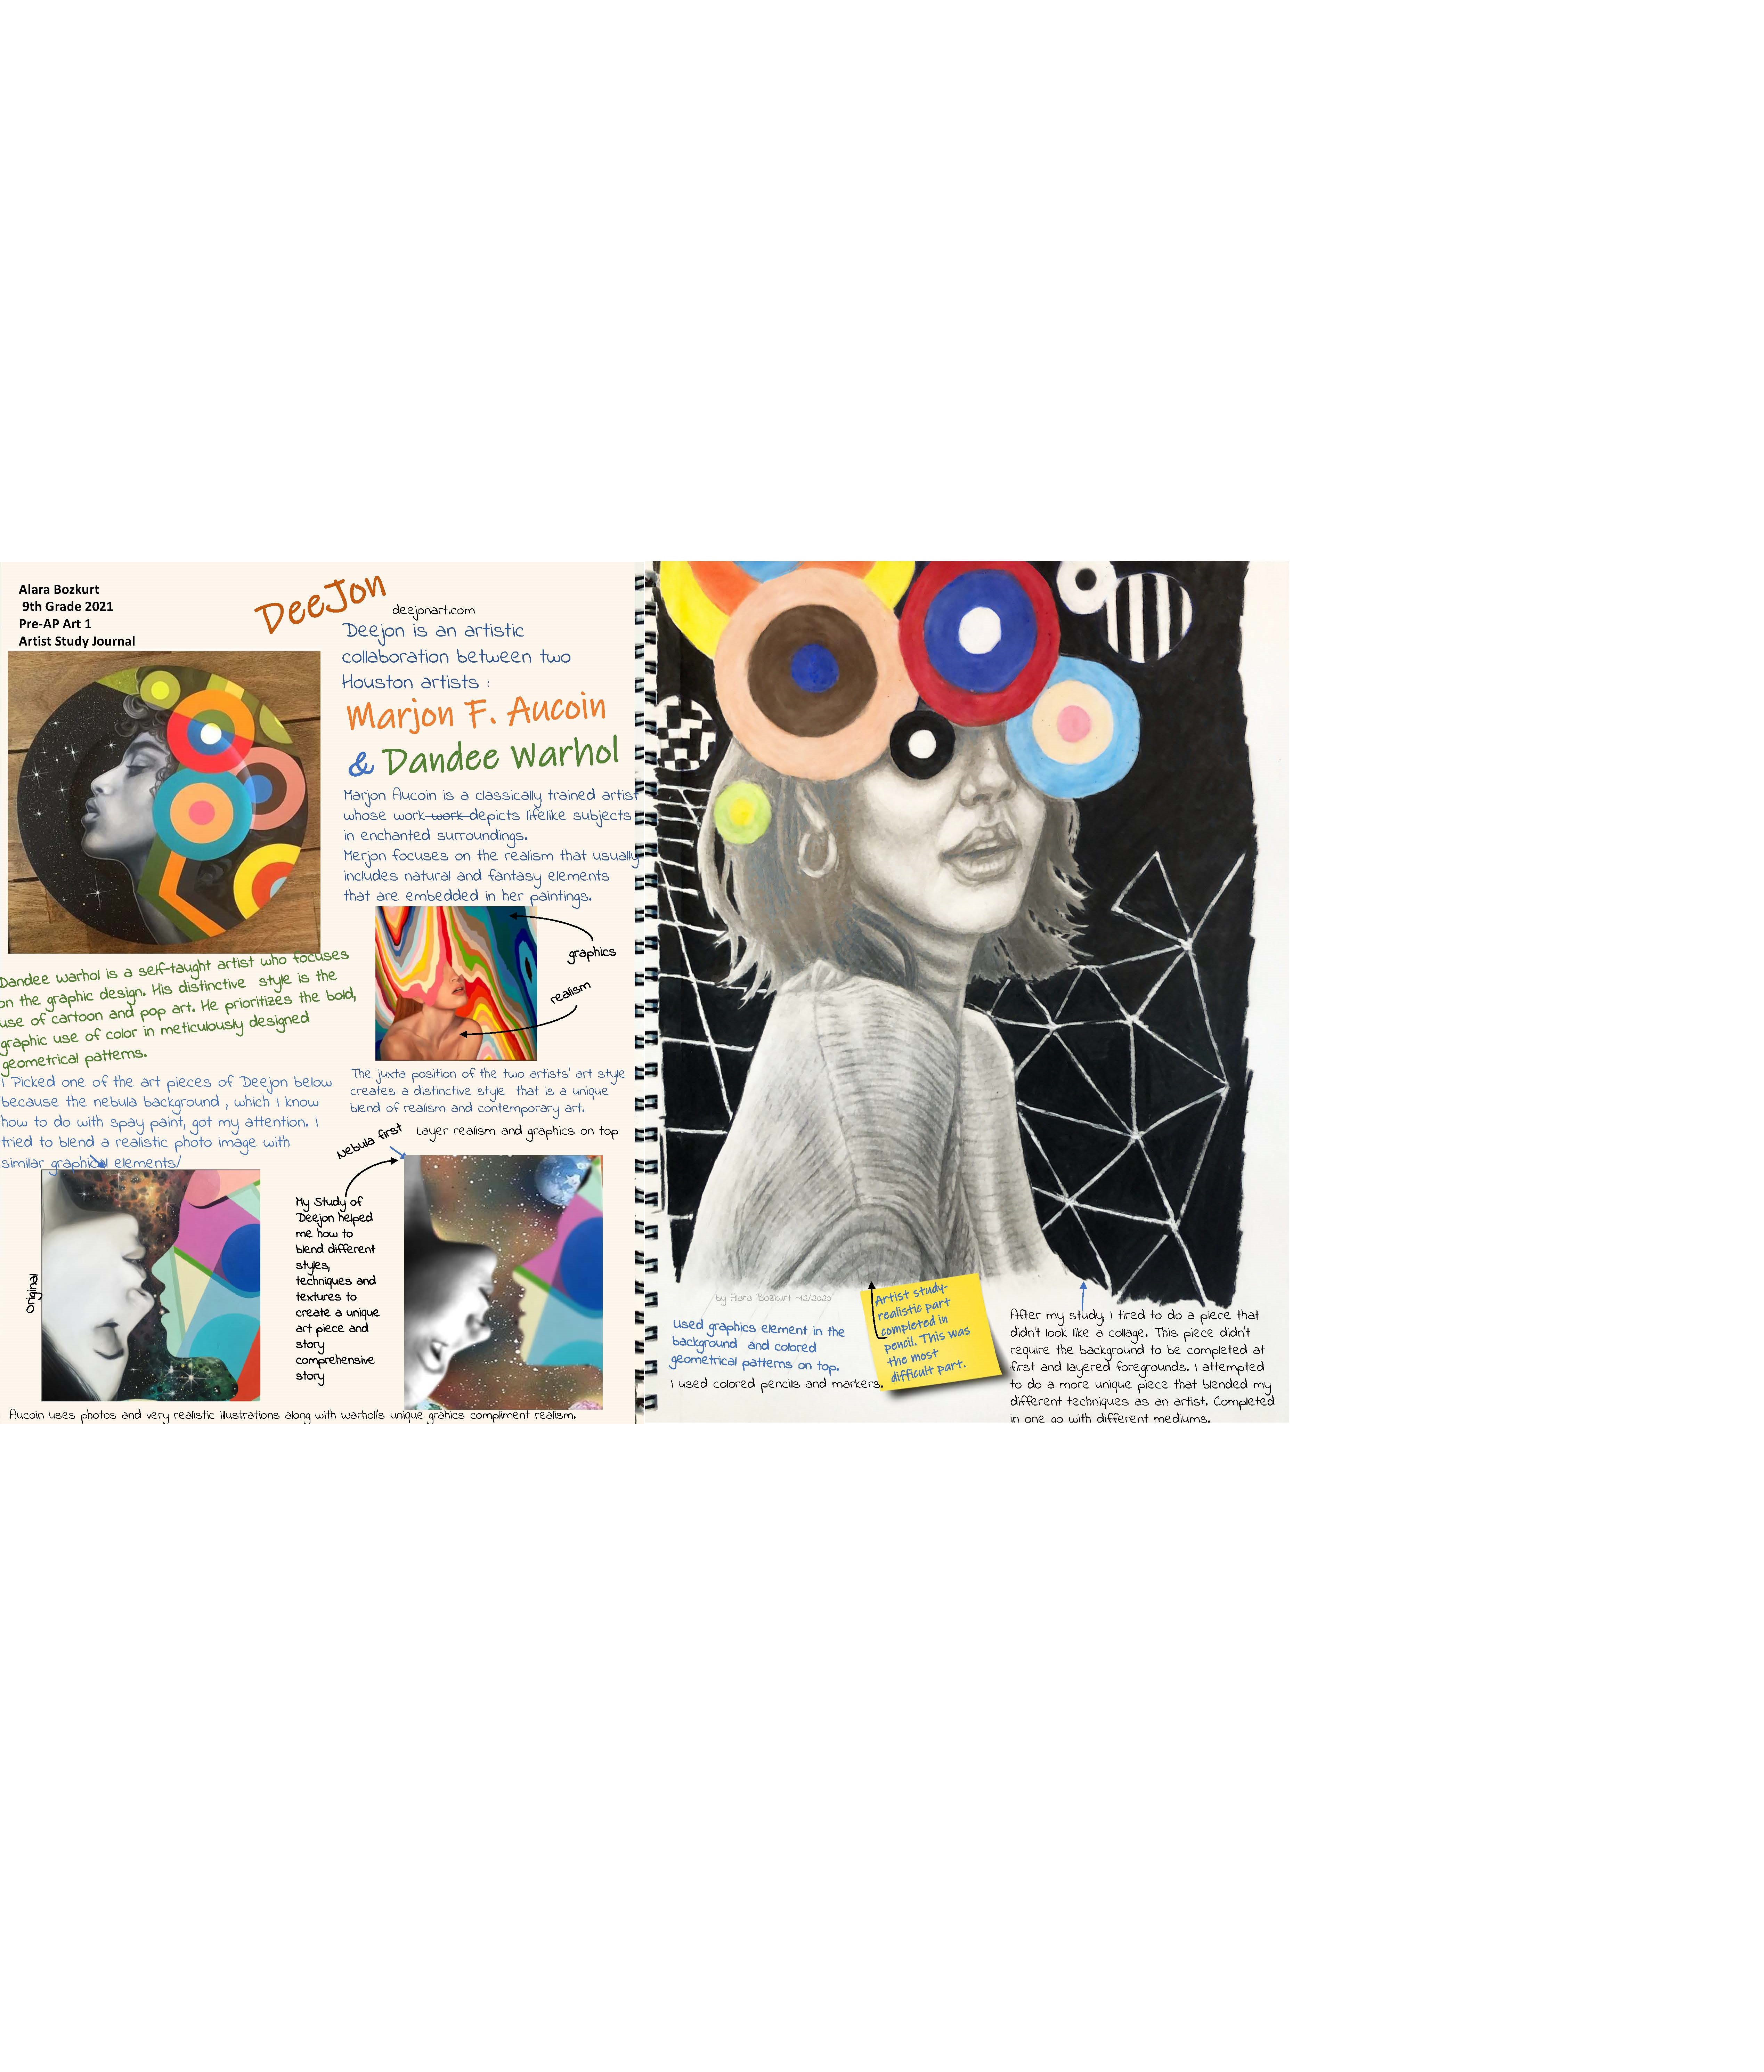 Alara Bozkurt
9th Grade 2021
Pre-AP Art 1
Artist Study Journal
DeeJon
deejonart.com
Deejon is an artistic
collaboration between two
Houston artists :
Marjon F. Aucoin
& Dandee Warhol
Marjon Aucoin is a classically trained artist
whose work work depicts lifelike subjects
in enchanted surroundings.
Merjon focuses on the realism that usually
includes natural and fantasy elements
that are embedded in her paintings.
graphics
realism
Dandee Warhol is a self-taught artist who focuses
on the graphic design. His distinctive style is the
use of cartoon and pop art. He prioritizes the bold,
graphic use of color in meticulously designed
geometrical patterns.
I Picked one of the art pieces of Deejon below
because the nebula background , which I know
how to do with spay paint, got my attention. I
tried to blend a realistic photo image with
similar graphical elements/
The juxta position of the two artists' art style
creates a distinctive style that is a unique
blend of realism and contemporary art.
Nebula first
Layer realism and graphics on top
Original
My Study of
Deejon helped
me how to
blend different
styles,
techniques and
textures to
create a unique
art piece and
story
comprehensive
story
Aucoin uses photos and very realistic illustrations along with warholi's unique grahics compliment realism.
by Alara Bozkurt -12/2020
Used graphics element in the
background and colored
geometrical patterns on top.
I used colored pencils and markers.
Artist study-
realistic part
completed in
pencil. This was
the most
difficult part.
After my study, I tired to do a piece that
didn't look like a collage. This piece didn't
require the background to be completed at
first and layered foregrounds. I attempted
to do a more unique piece that blended my
different techniques as an artist. Completed
in one go with different mediums.